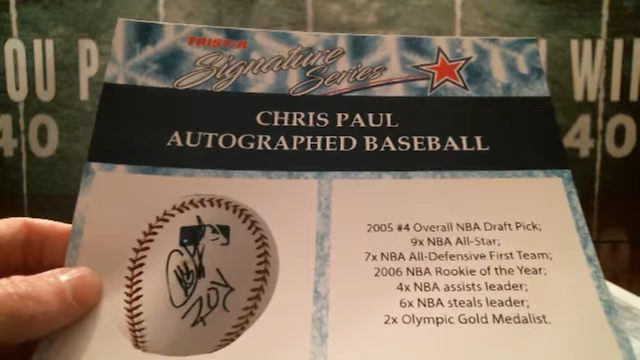 TRISTAR
Signature
Series
CHRIS PAUL
AUTOGRAPHED BASEBALL
2005 #4 Overall NBA Draft Pick;
9x NBA All-Star;
7x NBA All-Defensive First Team;
2006 NBA Rookie of the Year;
4x NBA assists leader;
6x NBA steals leader;
2x Olympic Gold Medalist.
OU P
WI
40
40